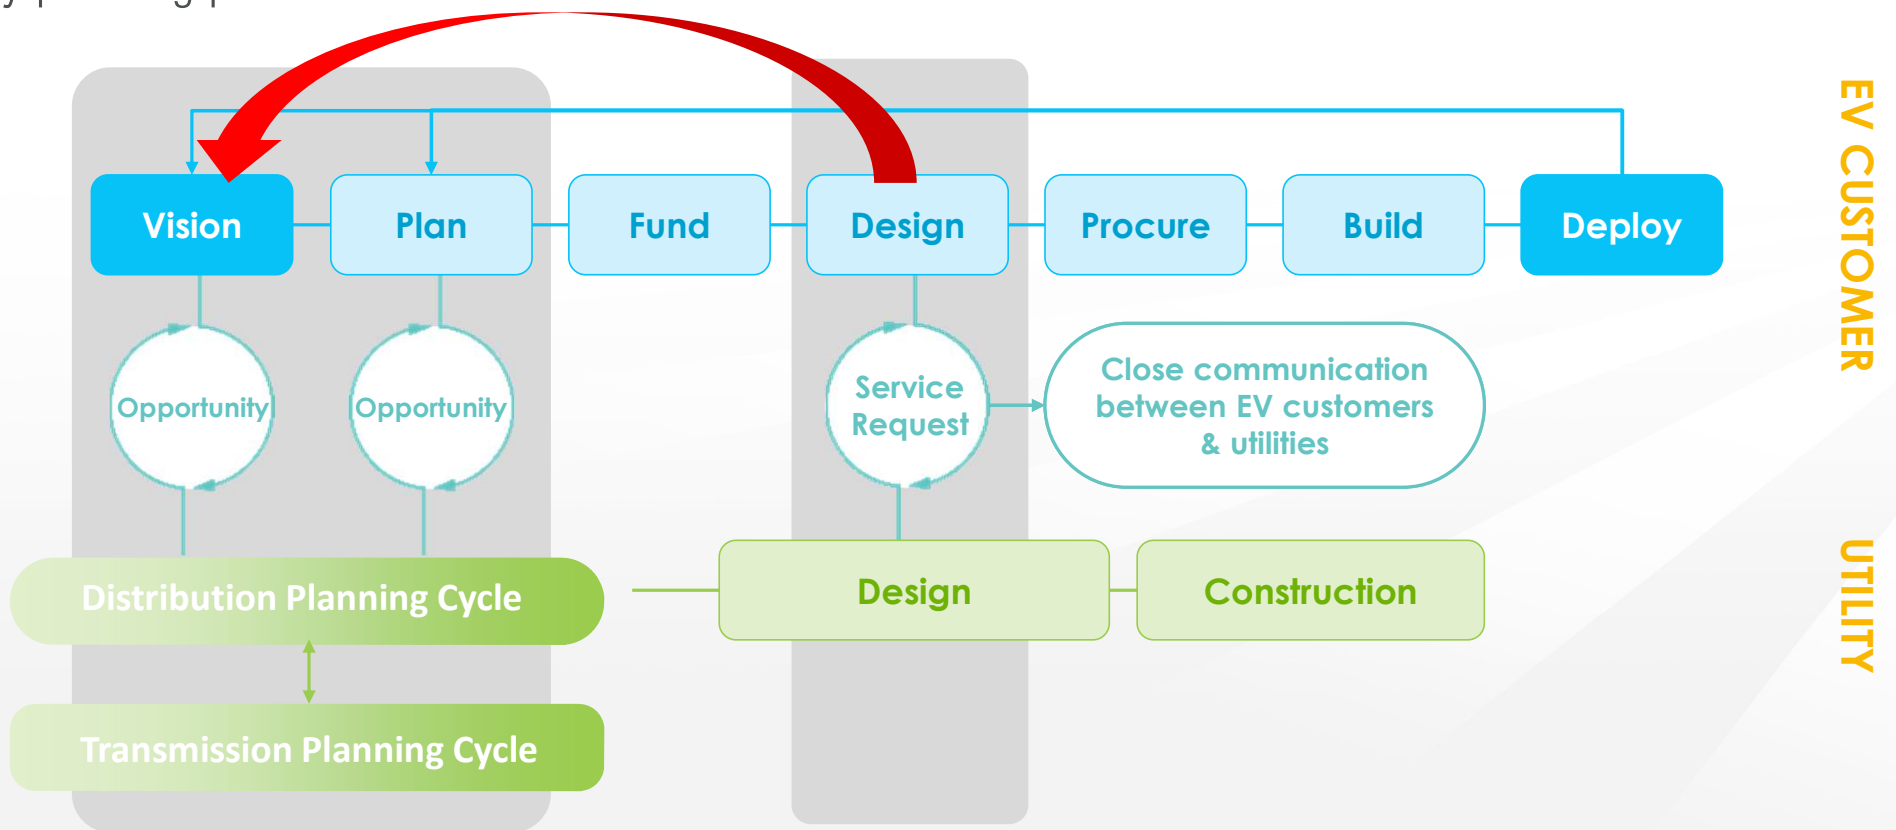 Vision
Plan
Fund
Design
Procure
Build
Deploy
EV CUSTOMER
Opportunity
Opportunity
Service
Request
Close communication
between EV customers
& utilities
Distribution Planning Cycle
Design
Construction
UTILITY
Transmission Planning Cycle